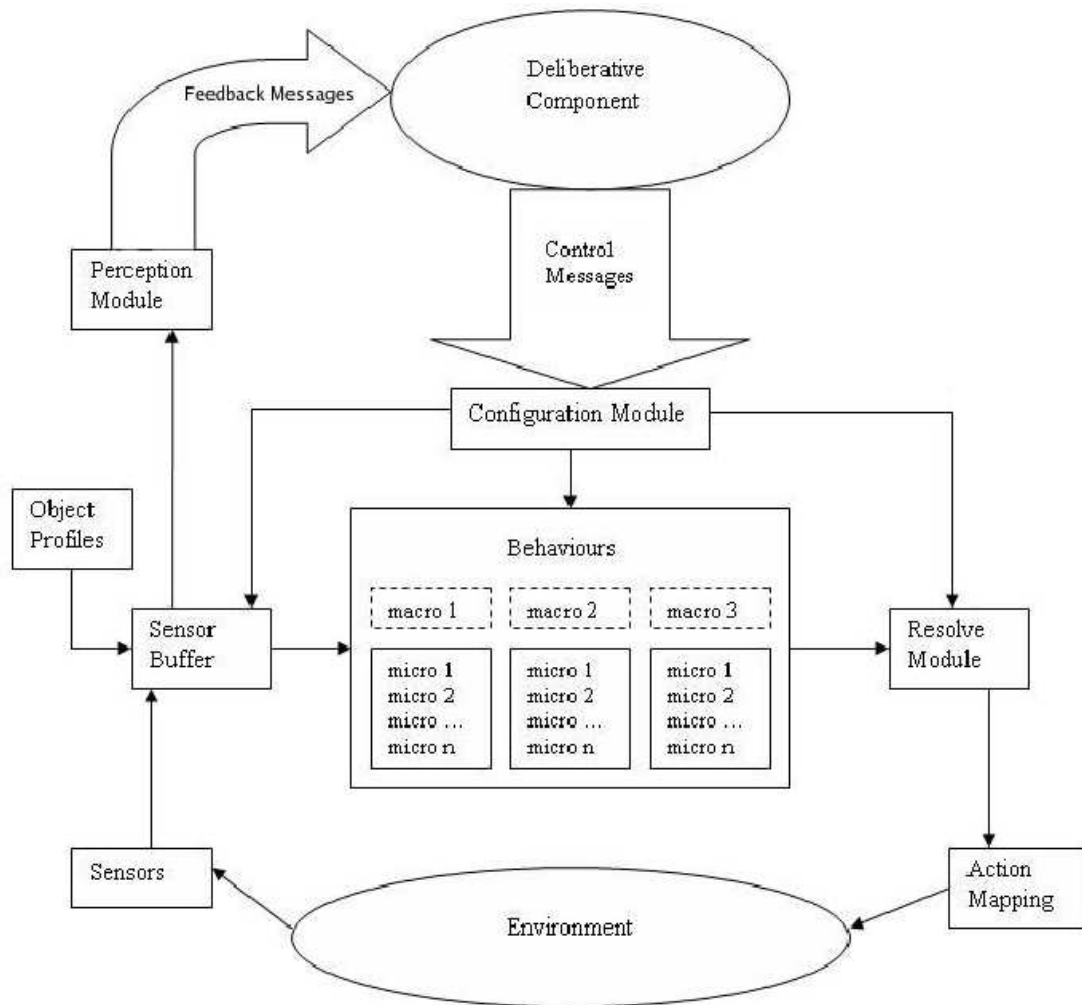 Deliberative
Component
Feedback Messages
Control
Messages
Perception
Module
Configuration Module
Object
Profiles
Behaviours
macro 1
macro 2
macro 3
Sensor
Buffer
micro 1
micro 2
micro ...
micro n
micro 1
micro 2
micro ...
micro n
micro 1
micro 2
micro ...
micro n
Resolve
Module
Sensors
Environment
Action
Mapping